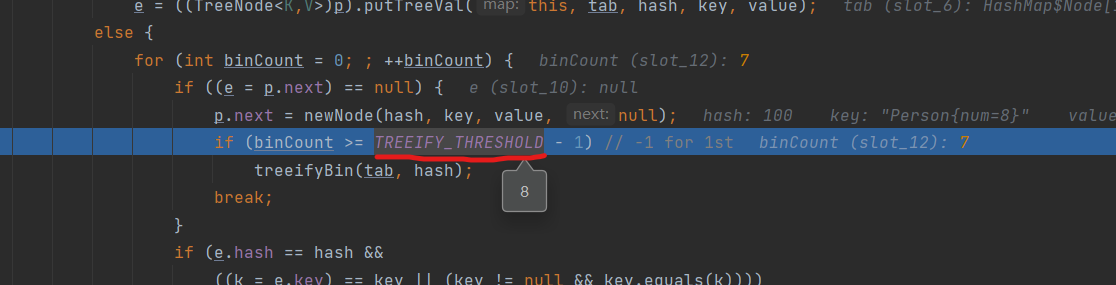 e = ((TreeNode<K,V>)p).putTreeVal( map: this, tab, hash, key, value);   tab (slot_6): HashMap$Node[
else {
for (int binCount = 0; ; ++binCount) {   binCount (slot_12): 7
if ((e = p.next) == null) {   e (slot_10): null
p.next = newNode(hash, key, value, next: null);   hash: 100   key: "Person{num=8}"   value
if (binCount >= TREEIFY_THRESHOLD - 1) // -1 for 1st   binCount (slot_12): 7
treeifyBin(tab, hash);
8
break;
}
if (e.hash == hash &&
((k = e.key) == key || (key != null && key.equals(k))))